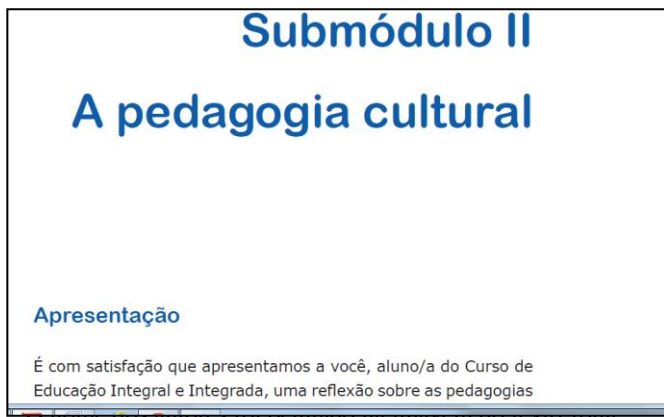 Submódulo II
A pedagogia cultural
Apresentação
É com satisfação que apresentamos a você, aluno/a do Curso de
Educação Integral e Integrada, uma reflexão sobre as pedagogias